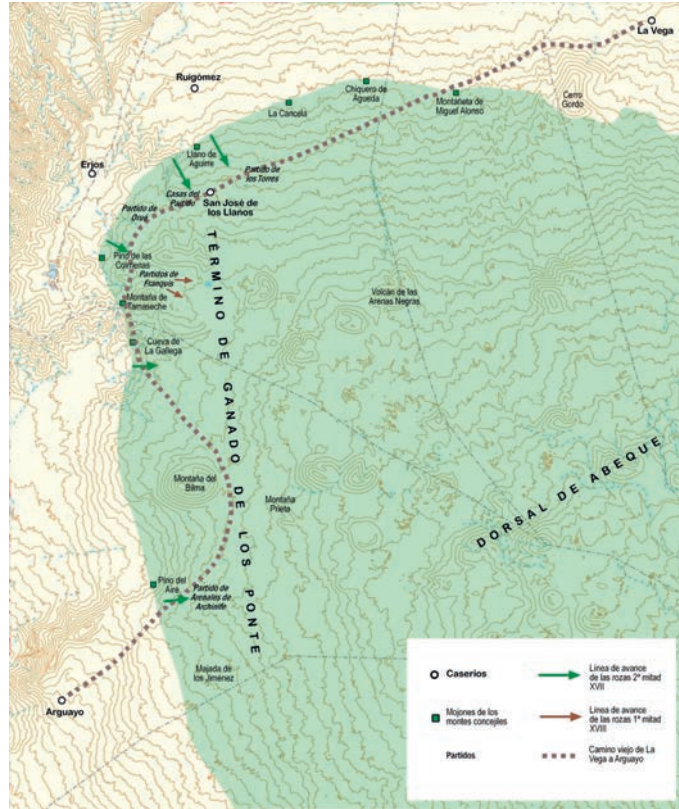 La Vega
Ruigómez
Chiquero de
Águeda
Cerro
Gordo
La Cancela
Montañeta de
Miguel Alonso
Llano de
Aguirre
Erjos
Partido de
los Torres
Casas del
Partido
San José de
los Llanos
Partido de
Pino de las
Colmenas
Partidos de
Franquis
Montaña de
Tamaseche
Volcán de las
Arenas Negras
Cueva de
La Gallega
TÉRMINO DE GANADO DE LOS PONTE
DORSAL DE ABEQUE
Montaña del
Bilma
Montaña
Prieta
Pino del
Aire
Partido de
Arenales de
Archinife
Majada de
los Jiménez
Arguayo
Caseríos
Línea de avance
de las rozas 2ª mitad
XVII
Mojones de los
montes concejiles
Línea de avance
de las rozas 1ª mitad
XVIII
Partidos
Camino viejo de La
Vega a Arguayo